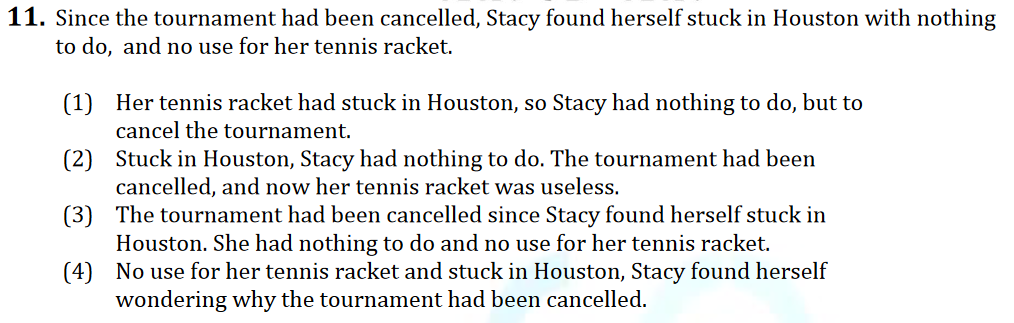 11. Since the tournament had been cancelled, Stacy found herself stuck in Houston with nothing
to do, and no use for her tennis racket.
(1) Her tennis racket had stuck in Houston, so Stacy had nothing to do, but to
cancel the tournament.
(2) Stuck in Houston, Stacy had nothing to do. The tournament had been
cancelled, and now her tennis racket was useless.
(3) The tournament had been cancelled since Stacy found herself stuck in
Houston. She had nothing to do and no use for her tennis racket.
(4) No use for her tennis racket and stuck in Houston, Stacy found herself
wondering why the tournament had been cancelled.